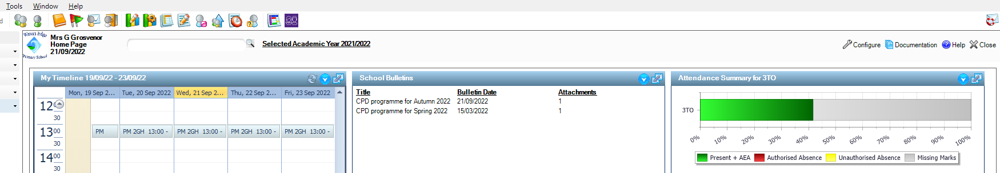 Tools Window Help
Waters Edge
Primary School
Mrs G Grosvenor
Home Page
21/09/2022
Selected Academic Year 2021/2022
Configure Documentation Help Close
My Timeline 19/09/22 - 23/09/22
Mon, 19 Sep 2... Tue, 20 Sep 2022 Wed, 21 Sep 2... Thu, 22 Sep 2022 Fri, 23 Sep 2022
12 00
30
13 00 PM PM 2GH 13:00 - PM 2GH 13:00 - PM 2GH 13:00 - PM 2GH 13:00 -
30
14 00
30
School Bulletins
Title Bulletin Date Attachments
CPD programme for Autumn 2022 21/09/2022 1
CPD programme for Spring 2022 15/03/2022 1
Attendance Summary for 3TO
3TO
0% 10% 20% 30% 40% 50% 60% 70% 80% 90% 100%
Present + AEA Authorised Absence Unauthorised Absence Missing Marks